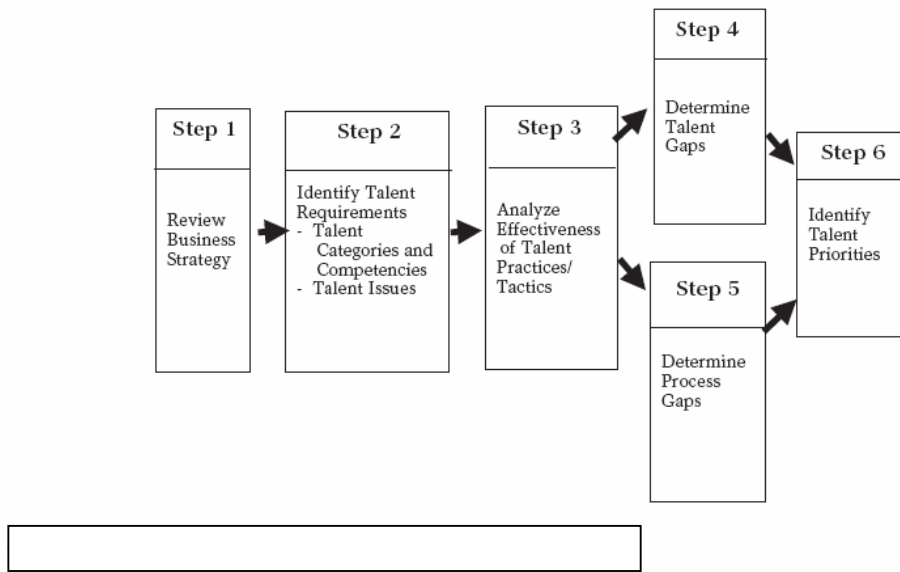 Step 1
Review
Business
Strategy
Step 2
Identify Talent
Requirements
- Talent
Categories and
Competencies
- Talent Issues
Step 3
Analyze
Effectiveness
of Talent
Practices/
Tactics
Step 4
Determine
Talent
Gaps
Step 5
Determine
Process
Gaps
Step 6
Identify
Talent
Priorities